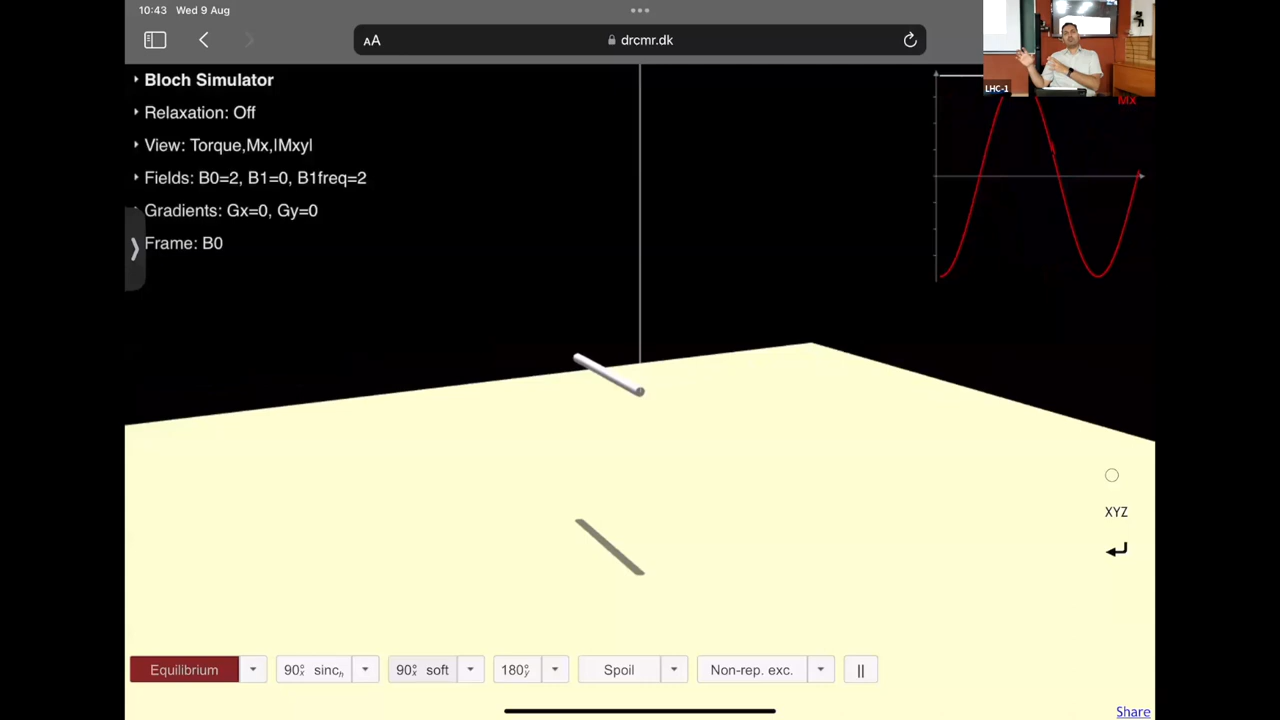 10:43 Wed 9 Aug
AA
drcmr.dk
LHC-1
Bloch Simulator
Mx
Relaxation: Off
View: Torque,Mx,|Mxy|
Fields: B0=2, B1=0, B1freq=2
Gradients: Gx=0, Gy=0
Frame: B0
XYZ
Equilibrium
90°x sinch
90°x soft
180°y
Spoil
Non-rep. exc.
||
Share